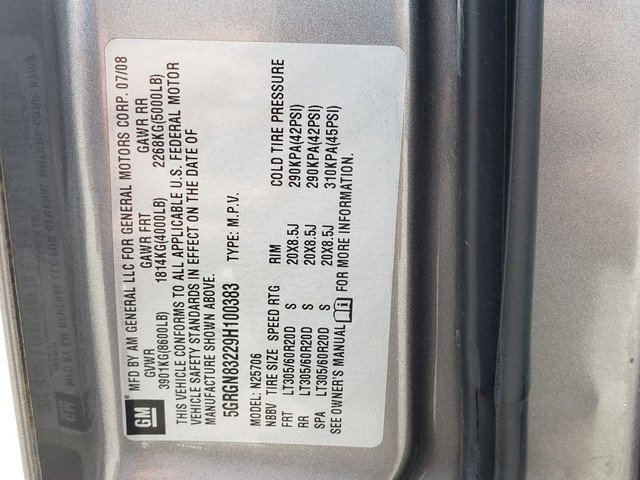 GM
MFD BY AM GENERAL LLC FOR GENERAL MOTORS CORP. 07/08
GVWR GAWR FRT GAWR RR
3901KG(8600LB) 1814KG(4000LB) 2268KG(5000LB)
THIS VEHICLE CONFORMS TO ALL APPLICABLE U.S. FEDERAL MOTOR
VEHICLE SAFETY STANDARDS IN EFFECT ON THE DATE OF
MANUFACTURE SHOWN ABOVE.
5GRGN83229H100383 TYPE: M.P.V.
MODEL: N25706
NBBV TIRE SIZE SPEED RTG RIM COLD TIRE PRESSURE
FRT LT305/60R20D S 20X8.5J 290KPA(42PSI)
RR LT305/60R20D S 20X8.5J 290KPA(42PSI)
SPA LT305/60R20D S 20X8.5J 310KPA(45PSI)
SEE OWNER'S MANUAL FOR MORE INFORMATION.